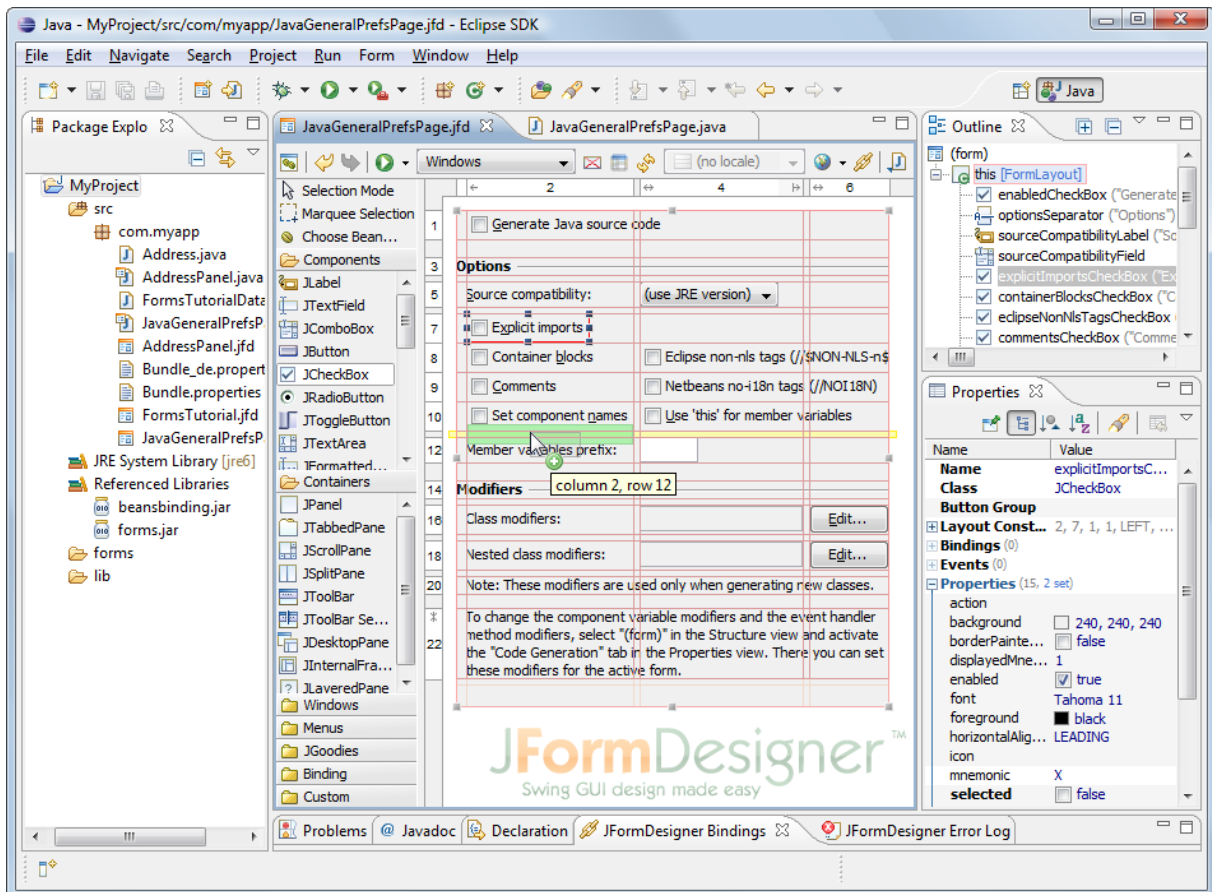 Java - MyProject/src/com/myapp/JavaGeneralPrefsPage.jfd - Eclipse SDK
File Edit Navigate Search Project Run Form Window Help
Java
Package Explo
MyProject
src
com.myapp
Address.java
AddressPanel.java
FormsTutorialData
JavaGeneralPrefsP
AddressPanel.jfd
Bundle_de.propert
Bundle.properties
FormsTutorial.jfd
JavaGeneralPrefsP
JRE System Library [jre6]
Referenced Libraries
beansbinding.jar
forms.jar
forms
lib
JavaGeneralPrefsPage.jfd JavaGeneralPrefsPage.java
Windows (no locale)
Selection Mode
Marquee Selection
Choose Bean...
Components
JLabel
JTextField
JComboBox
JButton
JCheckBox
JRadioButton
JToggleButton
JTextArea
JFormatted...
Containers
JPanel
JTabbedPane
JScrollPane
JSplitPane
JToolBar
JToolBar Se...
JDesktopPane
JInternalFra...
JLayeredPane
Windows
Menus
JGoodies
Binding
Custom
2 4 6
1 Generate Java source code
3 Options
5 Source compatibility: (use JRE version)
7 Explicit imports
8 Container blocks Eclipse non-nls tags (//$NON-NLS-n$
9 Comments Netbeans no-i18n tags (//NOI18N)
10 Set component names Use 'this' for member variables
12 Member variables prefix:
column 2, row 12
14 Modifiers
16 Class modifiers: Edit...
18 Nested class modifiers: Edit...
20 Note: These modifiers are used only when generating new classes.
To change the component variable modifiers and the event handler
method modifiers, select "(form)" in the Structure view and activate
22 the "Code Generation" tab in the Properties view. There you can set
these modifiers for the active form.
JFormDesigner™
Swing GUI design made easy
Outline
(form)
this [FormLayout]
enabledCheckBox ("Generate
optionsSeparator ("Options")
sourceCompatibilityLabel ("So
sourceCompatibilityField
explicitImportsCheckBox ("Ex
containerBlocksCheckBox ("C
eclipseNonNlsTagsCheckBox
commentsCheckBox ("Comme
Properties
Name Value
Name explicitImportsC...
Class JCheckBox
Button Group
Layout Const... 2, 7, 1, 1, LEFT, ...
Bindings (0)
Events (0)
Properties (15, 2 set)
action
background 240, 240, 240
borderPainte... false
displayedMne... 1
enabled true
font Tahoma 11
foreground black
horizontalAlig... LEADING
icon
mnemonic X
selected false
Problems @ Javadoc Declaration JFormDesigner Bindings JFormDesigner Error Log